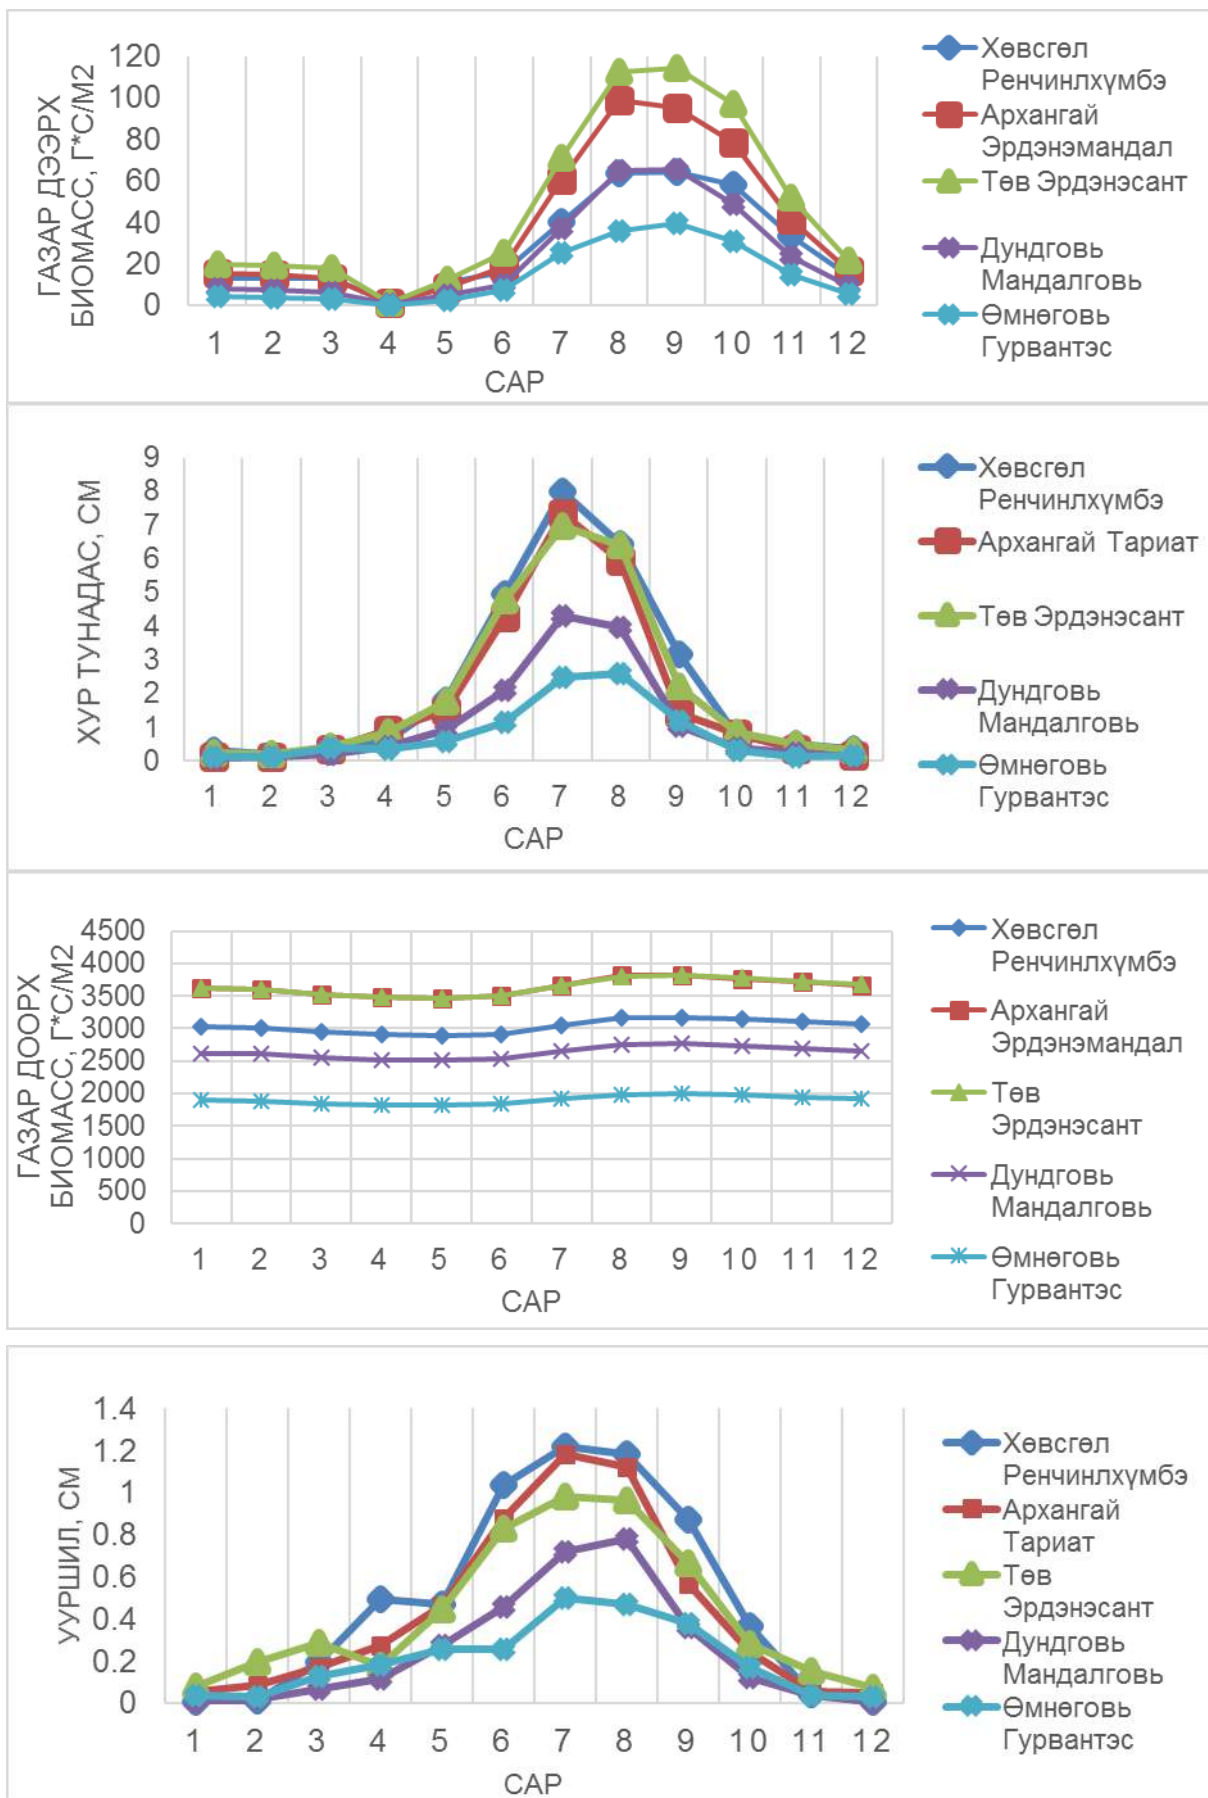 ГАЗАР ДЭЭРХ
БИОМАСС, Г*С/М2
120
100
80
60
40
20
0
1 2 3 4 5 6 7 8 9 10 11 12
САР
Хөвсгөл
Ренчинлхүмбэ
Архангай
Эрдэнэмандал
Төв Эрдэнэсант
Дундговь
Мандалговь
Өмнөговь
Гурвантэс
ХУР ТУНАДАС, СМ
9
8
7
6
5
4
3
2
1
0
1 2 3 4 5 6 7 8 9 10 11 12
САР
Хөвсгөл
Ренчинлхүмбэ
Архангай Тариат
Төв Эрдэнэсант
Дундговь
Мандалговь
Өмнөговь
Гурвантэс
ГАЗАР ДООРХ
БИОМАСС, Г*С/М2
4500
4000
3500
3000
2500
2000
1500
1000
500
0
1 2 3 4 5 6 7 8 9 10 11 12
САР
Хөвсгөл
Ренчинлхүмбэ
Архангай
Эрдэнэмандал
Төв
Эрдэнэсант
Дундговь
Мандалговь
Өмнөговь
Гурвантэс
УУРШИЛ, СМ
1.4
1.2
1
0.8
0.6
0.4
0.2
0
1 2 3 4 5 6 7 8 9 10 11 12
САР
Хөвсгөл
Ренчинлхүмбэ
Архангай
Тариат
Төв
Эрдэнэсант
Дундговь
Мандалговь
Өмнөговь
Гурвантэс